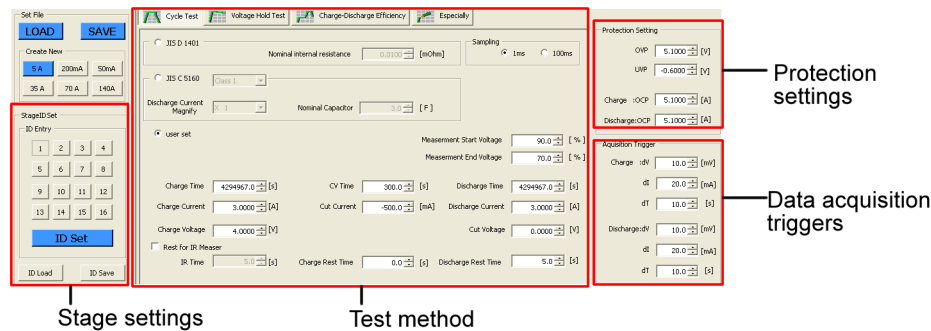 Set File
LOAD SAVE
Create New
5 A 200mA 50mA
35 A 70 A 140A
StageIDSet
ID Entry
1 2 3 4
5 6 7 8
9 10 11 12
13 14 15 16
ID Set
ID Load ID Save
Cycle Test Voltage Hold Test Charge-Discharge Efficiency Especially
JIS D 1401
Nominal internal resistance 0.0100 [mOhm]
Sampling
1ms 100ms
JIS C 5160 Class 1
Discharge Current
Magnify X 1 Nominal Capacitor 3.0 [ F ]
user set
Measerment Start Voltage 90.0 [ % ]
Measerment End Voltage 70.0 [ % ]
Charge Time 4294967.0 [s] CV Time 300.0 [s] Discharge Time 4294967.0 [s]
Charge Current 3.0000 [A] Cut Current -500.0 [mA] Discharge Current 3.0000 [A]
Charge Voltage 4.0000 [V] Cut Voltage 0.0000 [V]
Rest for IR Measer
IR Time 5.0 [s] Charge Rest Time 0.0 [s] Discharge Rest Time 5.0 [s]
Protection Setting
OVP 5.1000 [V]
UVP -0.6000 [V]
Charge :OCP 5.1000 [A]
Discharge:OCP 5.1000 [A]
Aquisition Trigger
Charge :dV 10.0 [mV]
dI 20.0 [mA]
dT 10.0 [s]
Discharge:dV 10.0 [mV]
dI 20.0 [mA]
dT 10.0 [s]
Protection
settings
Data acquisition
triggers
Stage settings
Test method